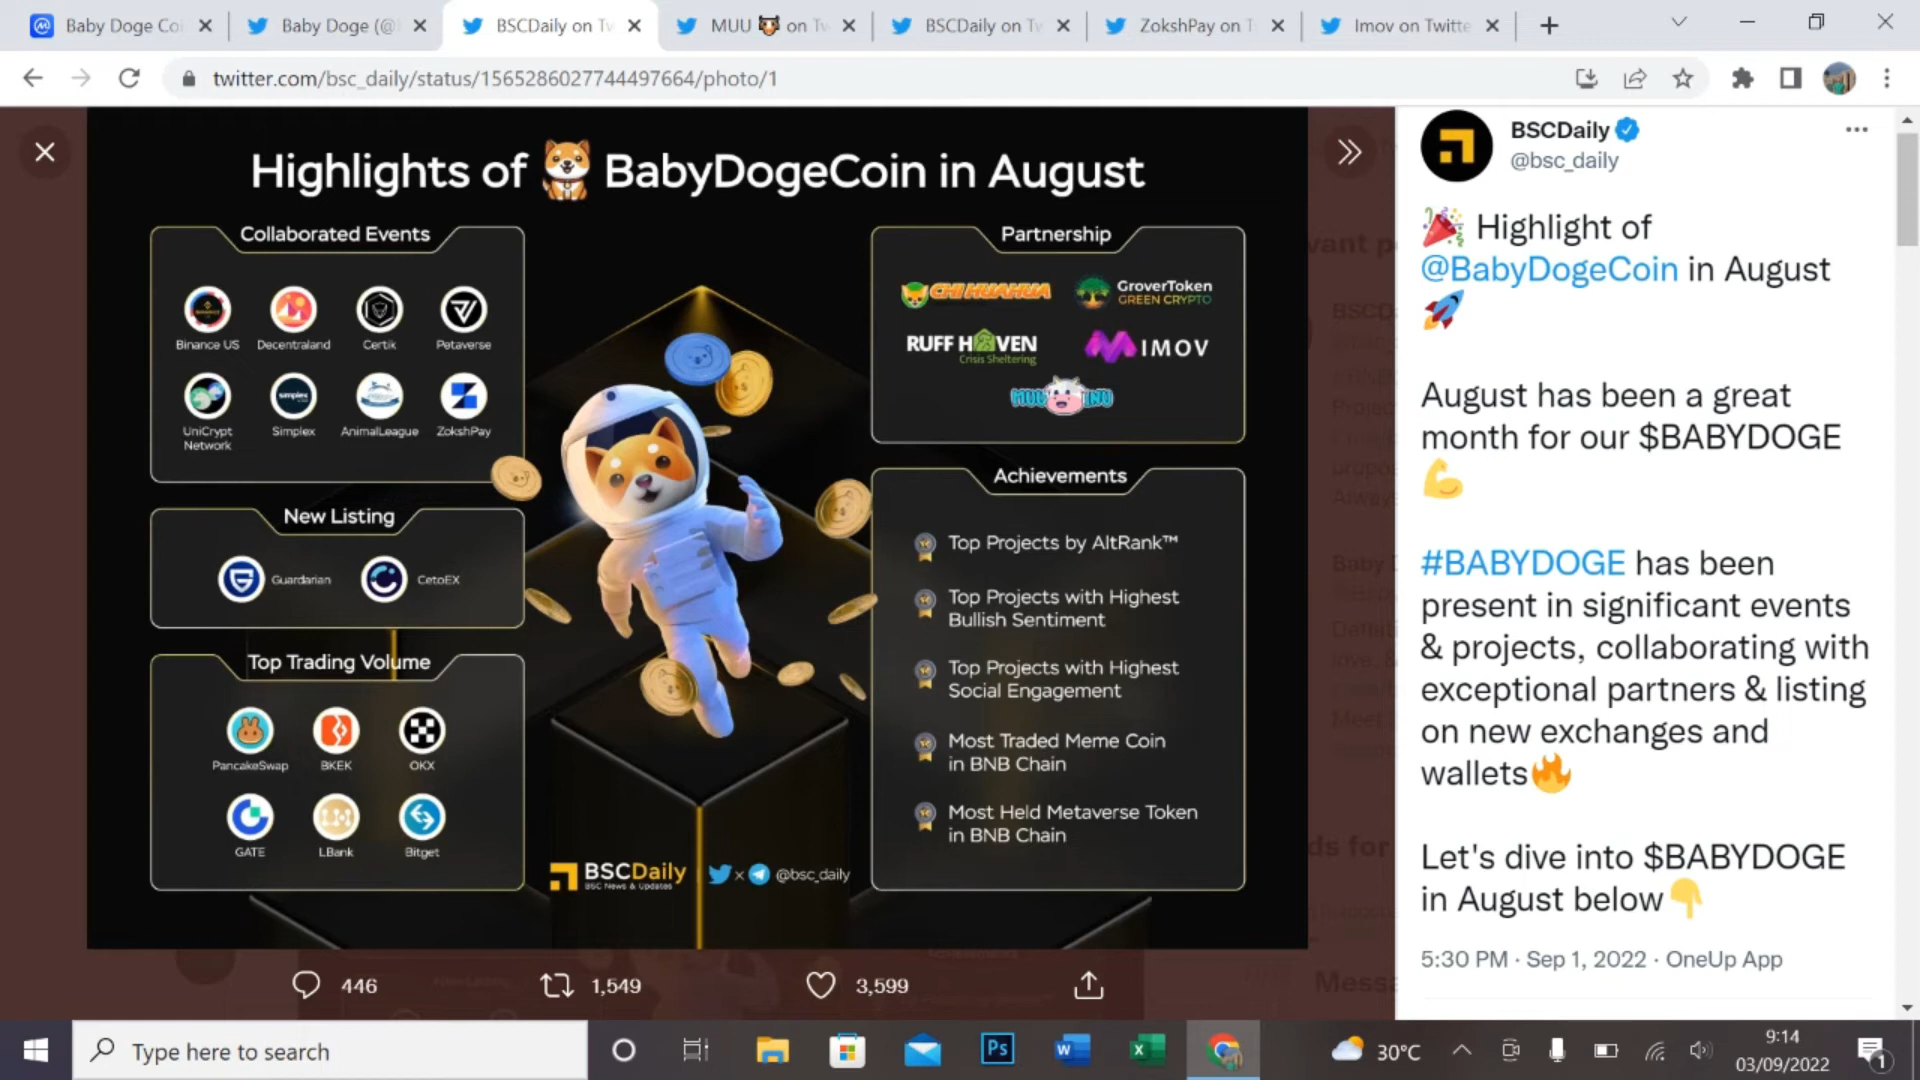 Baby Doge Co
Baby Doge (@
BSCDaily on Tw
MUU 🐯 on Tw
BSCDaily on Tw
ZokshPay on T
Imov on Twitte
twitter.com/bsc_daily/status/1565286027744497664/photo/1
Highlights of BabyDogeCoin in August
Collaborated Events
Binance US Decentraland Certik Petaverse
UniCrypt Network Simplex AnimalLeague ZokshPay
New Listing
Guardarian CetoEX
Top Trading Volume
PancakeSwap BKEK OKX
GATE LBank Bitget
BSCDaily
BSC News & Updates
x @bsc_daily
Partnership
CHIHUAHUA
GroverToken
GREEN CRYPTO
RUFF HAVEN
Crisis Sheltering
IMOV
MUU INU
Achievements
Top Projects by AltRank™
Top Projects with Highest
Bullish Sentiment
Top Projects with Highest
Social Engagement
Most Traded Meme Coin
in BNB Chain
Most Held Metaverse Token
in BNB Chain
446
1,549
3,599
BSCDaily
@bsc_daily
🎉 Highlight of
@BabyDogeCoin in August
🚀
August has been a great
month for our $BABYDOGE
💪
#BABYDOGE has been
present in significant events
& projects, collaborating with
exceptional partners & listing
on new exchanges and
wallets🔥
Let's dive into $BABYDOGE
in August below👇
5:30 PM · Sep 1, 2022 · OneUp App
Type here to search
Ps
30°C
9:14
03/09/2022
1